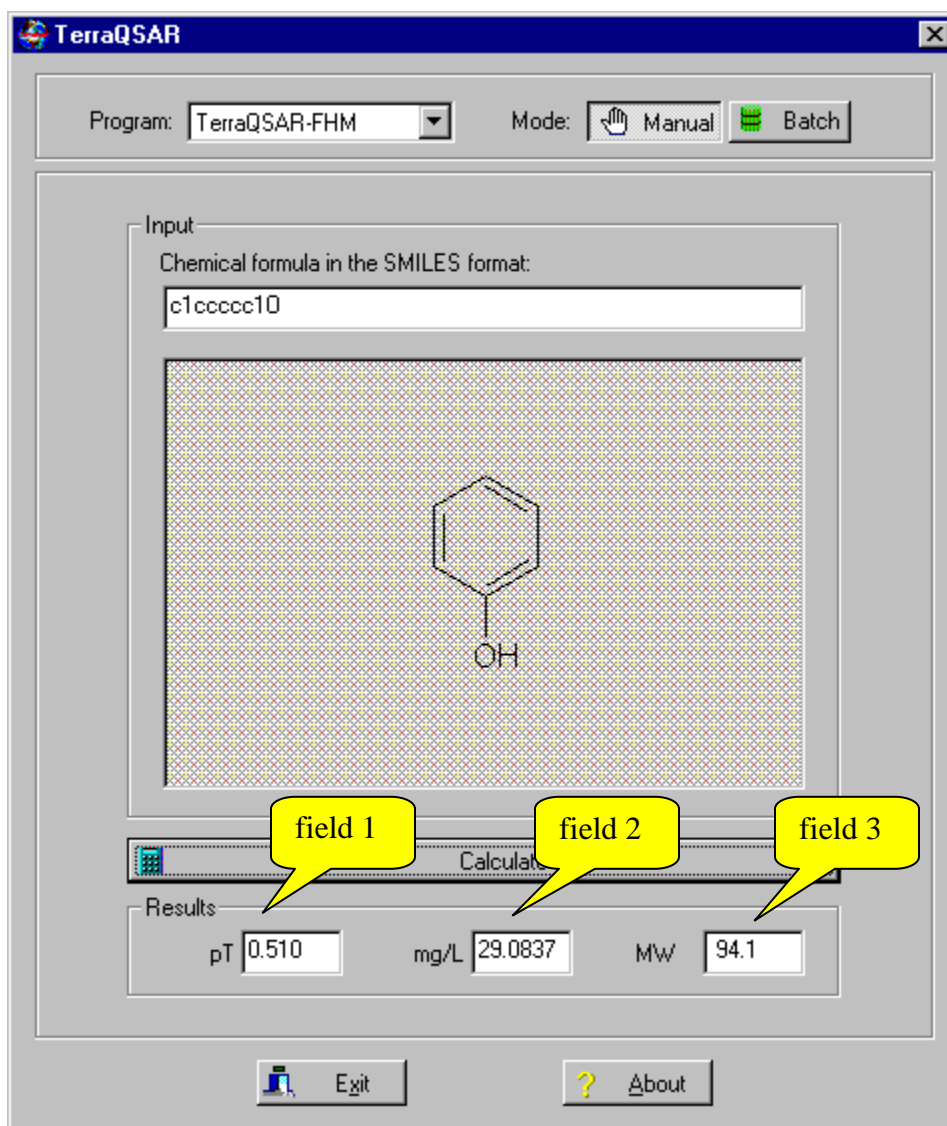 TerraQSAR
Program: TerraQSAR-FHM Mode: Manual Batch
Input
Chemical formula in the SMILES format:
c1ccccc1O
OH
field 1 field 2 field 3
Calculate
Results
pT 0.510 mg/L 29.0837 MW 94.1
Exit About